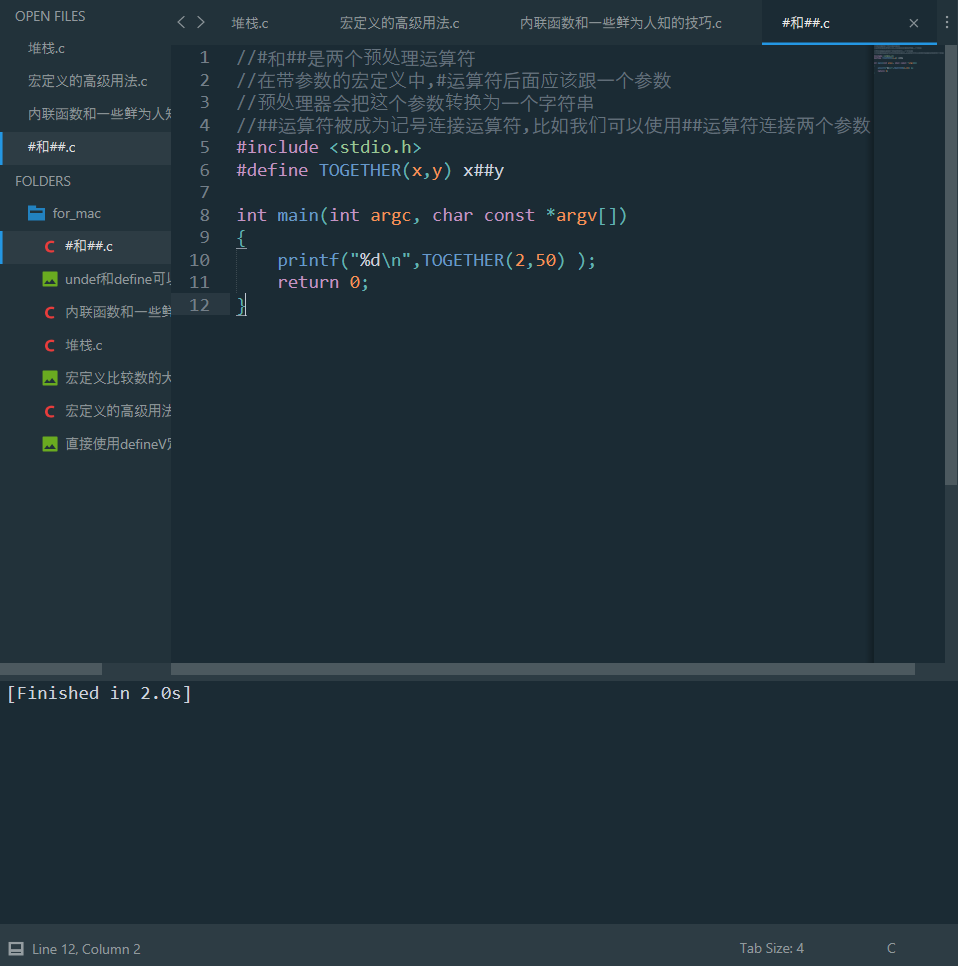 OPEN FILES
堆栈.c
宏定义的高级用法.c
内联函数和一些鲜为人知
#和##.c
FOLDERS
for_mac
#和##.c
undef和define可以
内联函数和一些鲜
堆栈.c
宏定义比较数的大
宏定义的高级用法
直接使用defineV定
堆栈.c
宏定义的高级用法.c
内联函数和一些鲜为人知的技巧.c
#和##.c
1 //#和##是两个预处理运算符
2 //在带参数的宏定义中,#运算符后面应该跟一个参数
3 //预处理器会把这个参数转换为一个字符串
4 //##运算符被成为记号连接运算符,比如我们可以使用##运算符连接两个参数
5 #include <stdio.h>
6 #define TOGETHER(x,y) x##y
7
8 int main(int argc, char const *argv[])
9 {
10 printf("%d\n",TOGETHER(2,50) );
11 return 0;
12 }
[Finished in 2.0s]
Line 12, Column 2
Tab Size: 4
C